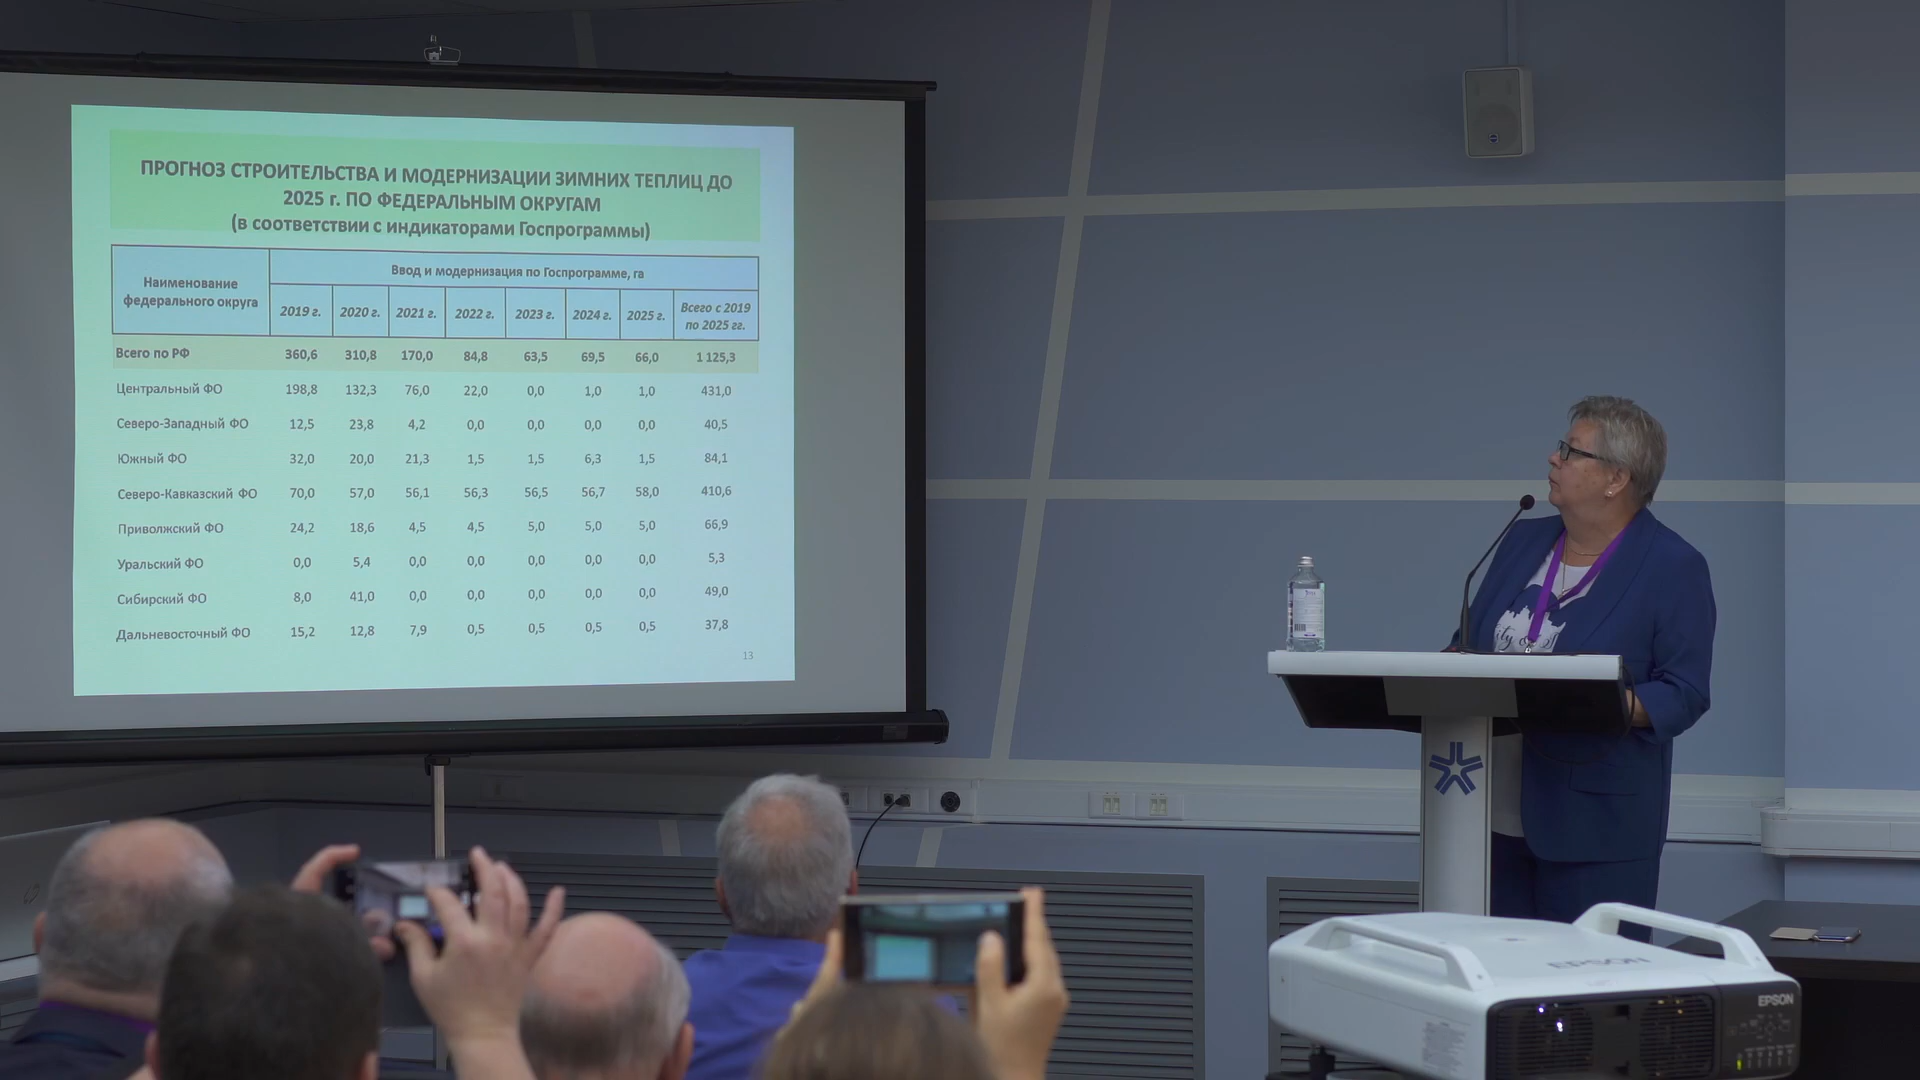 ПРОГНОЗ СТРОИТЕЛЬСТВА И МОДЕРНИЗАЦИИ ЗИМНИХ ТЕПЛИЦ ДО
2025 г. ПО ФЕДЕРАЛЬНЫМ ОКРУГАМ
(в соответствии с индикаторами Госпрограммы)
Наименование федерального округа
Ввод и модернизация по Госпрограмме, га
2019 г. 2020 г. 2021 г. 2022 г. 2023 г. 2024 г. 2025 г. Всего с 2019 по 2025 гг.
Всего по РФ 360,6 310,8 170,0 84,8 63,5 69,5 66,0 1 125,3
Центральный ФО 198,8 132,3 76,0 22,0 0,0 1,0 1,0 431,0
Северо-Западный ФО 12,5 23,8 4,2 0,0 0,0 0,0 0,0 40,5
Южный ФО 32,0 20,0 21,3 1,5 1,5 6,3 1,5 84,1
Северо-Кавказский ФО 70,0 57,0 56,1 56,3 56,5 56,7 58,0 410,6
Приволжский ФО 24,2 18,6 4,5 4,5 5,0 5,0 5,0 66,9
Уральский ФО 0,0 5,4 0,0 0,0 0,0 0,0 0,0 5,3
Сибирский ФО 8,0 41,0 0,0 0,0 0,0 0,0 0,0 49,0
Дальневосточный ФО 15,2 12,8 7,9 0,5 0,5 0,5 0,5 37,8
13
EPSON
EPSON